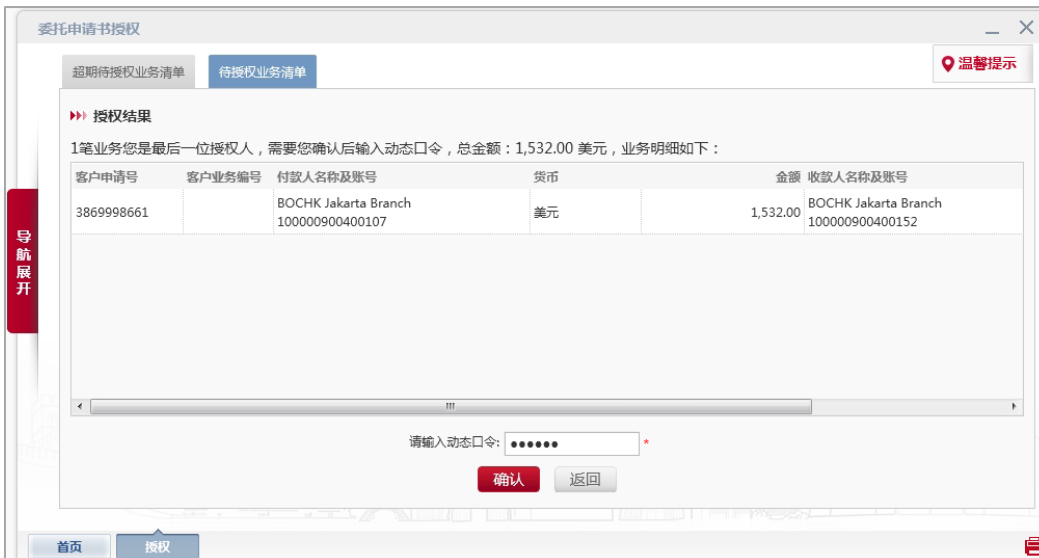 委托申请书授权
超期待授权业务清单
待授权业务清单
温馨提示
授权结果
1笔业务您是最后一位授权人，需要您确认后输入动态口令，总金额：1,532.00 美元，业务明细如下：
客户申请号 客户业务编号 付款人名称及账号 货币 金额 收款人名称及账号
3869998661 BOCHK Jakarta Branch 100000900400107 美元 1,532.00 BOCHK Jakarta Branch 100000900400152
导航展开
请输入动态口令: ●●●●●● *
确认 返回
首页 授权